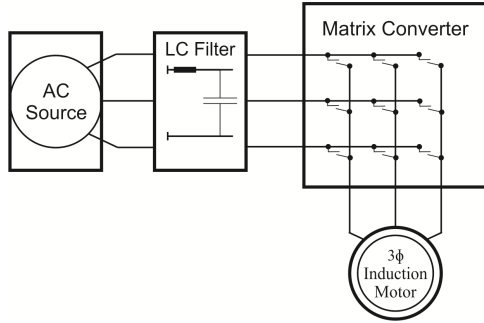 Matrix Converter
LC Filter
AC
Source
3ϕ
Induction
Motor